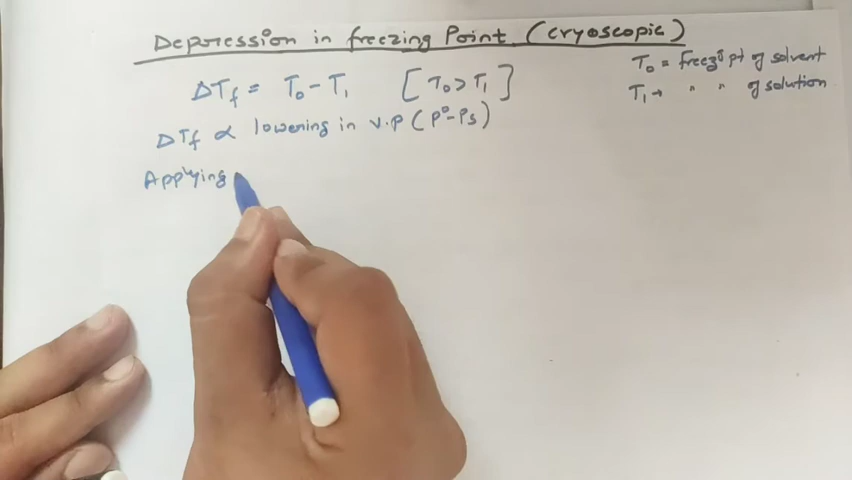 Depression in freezing Point (cryoscopic)
ΔTf = T₀ - T₁ [T₀ > T₁]
T₀ = freezg pt of solvent
T₁ → " " of solution
ΔTf ∝ lowering in v.p (P° - Ps)
Applying